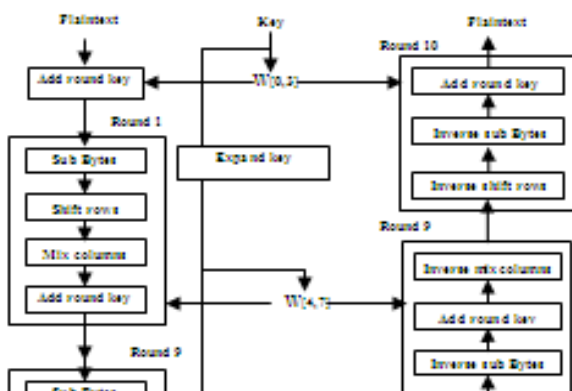 Plaintext
Add round key
Round 1
Sub Bytes
Shift rows
Mix columns
Add round key
Round 9
Sub Bytes
Key
W[0,3]
Expand key
W[4,7]
Plaintext
Round 10
Add round key
Inverse sub Bytes
Inverse shift rows
Round 9
Inverse mix columns
Add round key
Inverse sub Bytes